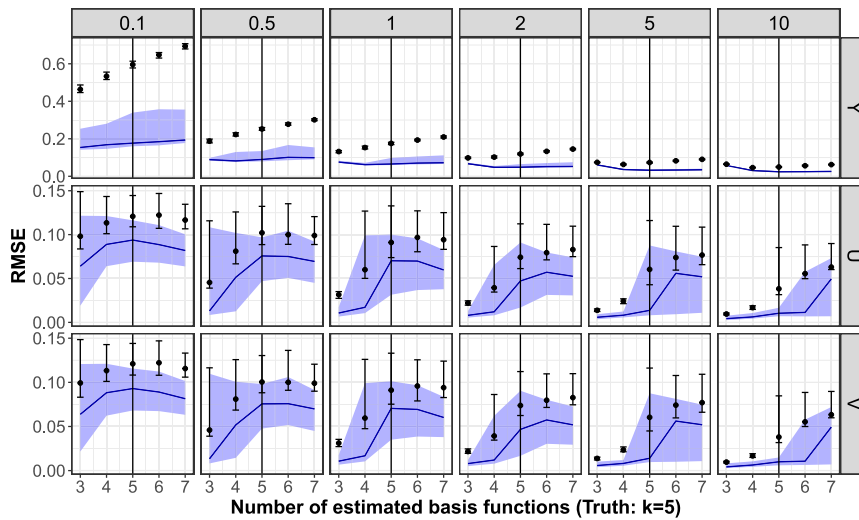 0.1 0.5 1 2 5 10
0.6
0.4
0.2
0.0
Y
0.15
0.10
0.05
0.00
U
0.15
0.10
0.05
0.00
V
RMSE
3 4 5 6 7 3 4 5 6 7 3 4 5 6 7 3 4 5 6 7 3 4 5 6 7 3 4 5 6 7
Number of estimated basis functions (Truth: k=5)